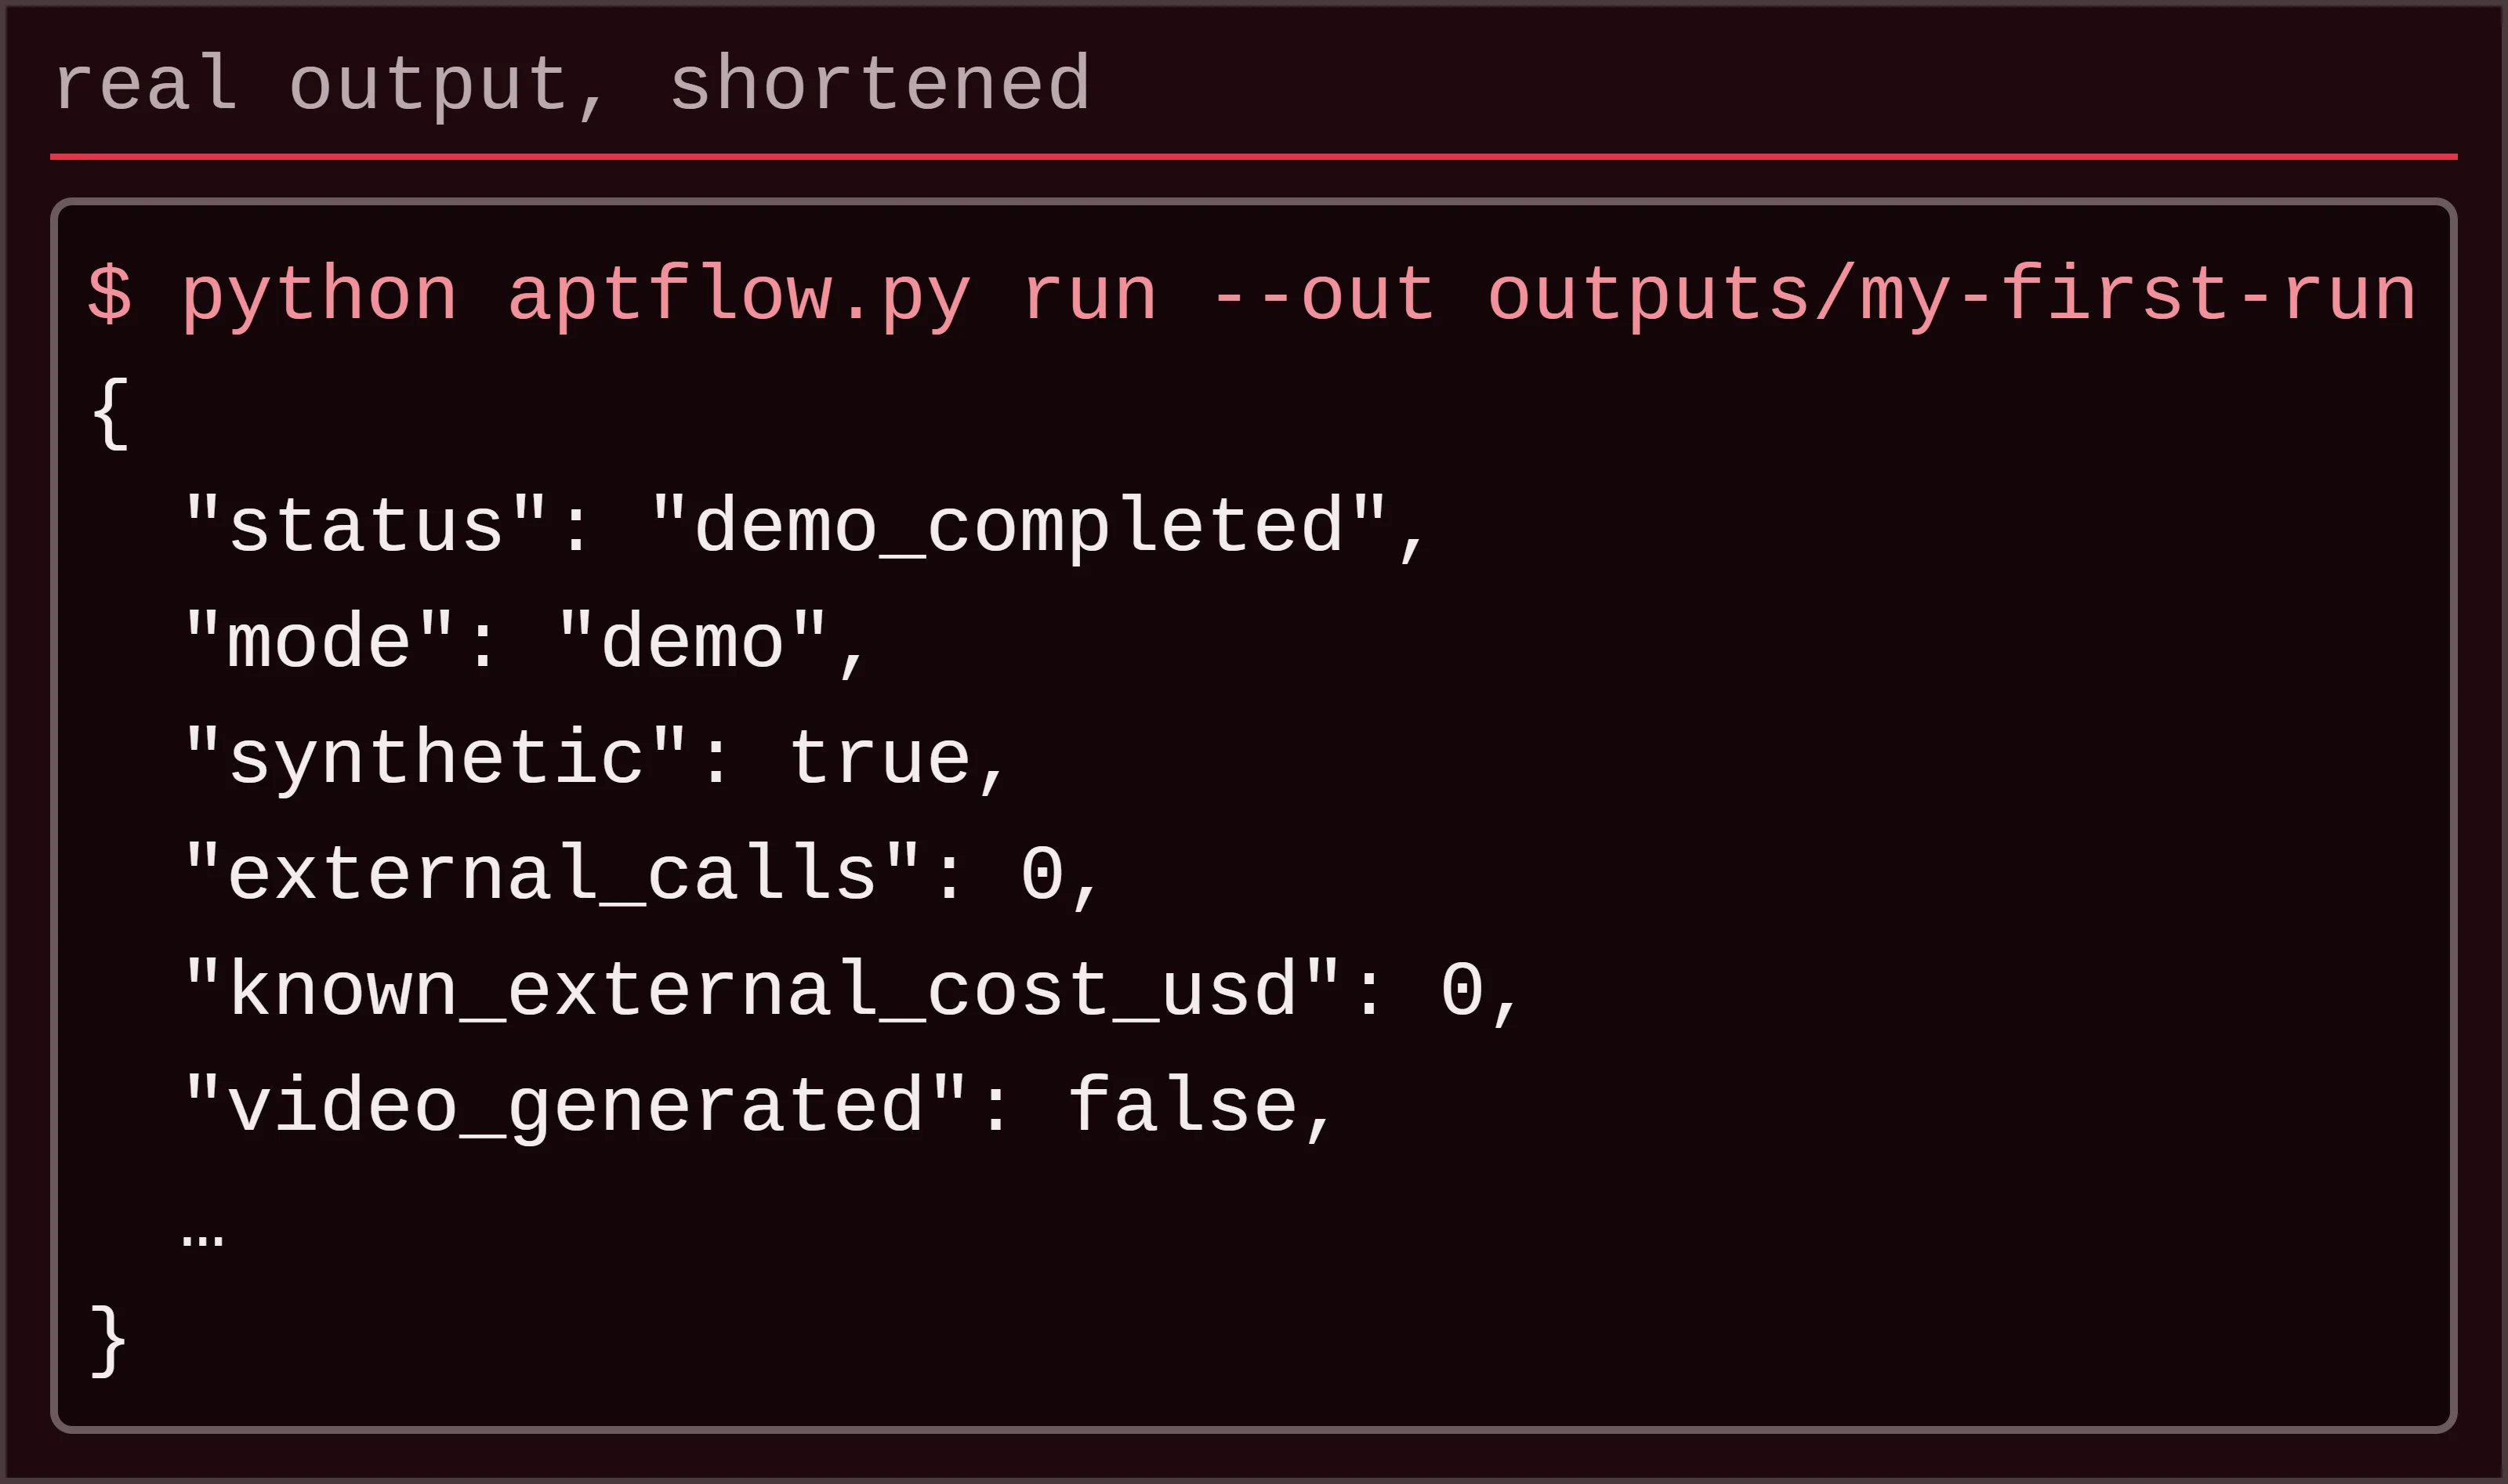 real output, shortened
$ python aptflow.py run --out outputs/my-first-run
{
  "status": "demo_completed",
  "mode": "demo",
  "synthetic": true,
  "external_calls": 0,
  "known_external_cost_usd": 0,
  "video_generated": false,
  …
}